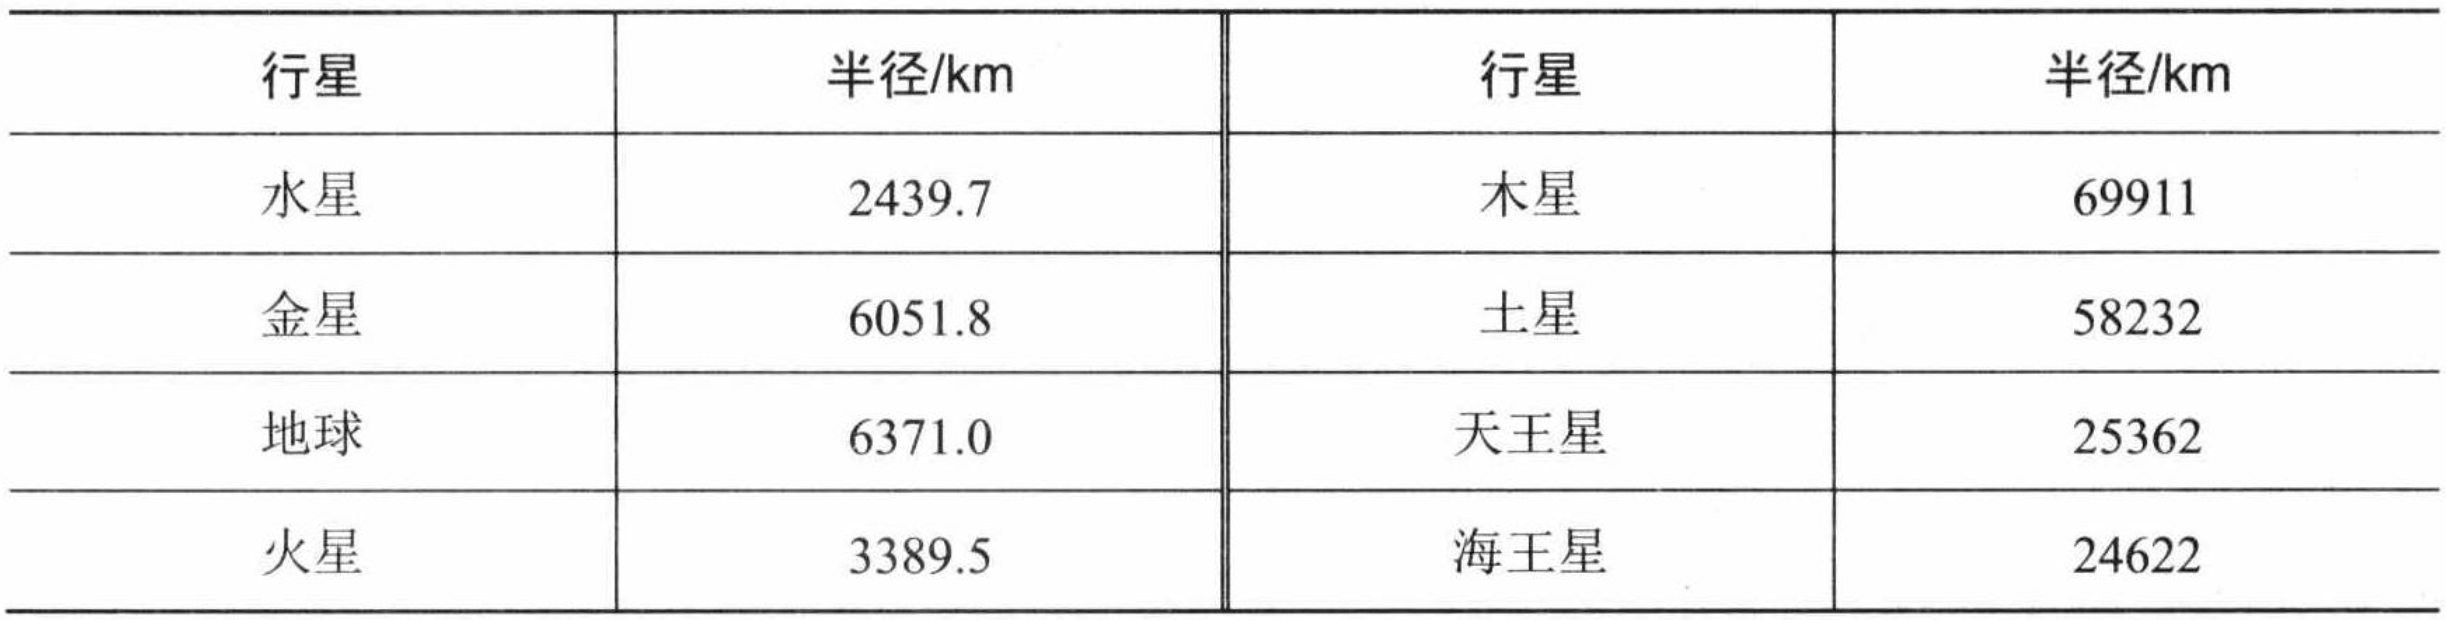 行星 半径/km 行星 半径/km
水星 2439.7 木星 69911
金星 6051.8 土星 58232
地球 6371.0 天王星 25362
火星 3389.5 海王星 24622